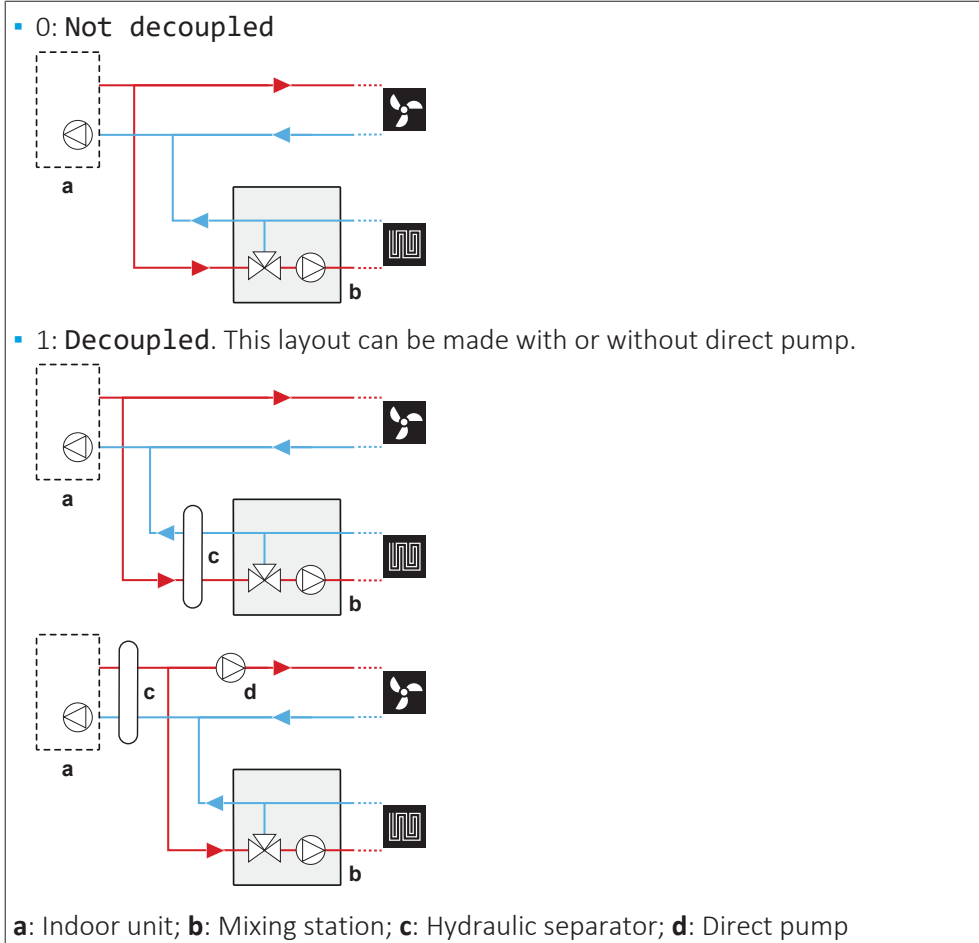 ▪ 0: Not decoupled
a
b
▪ 1: Decoupled. This layout can be made with or without direct pump.
a
c
b
c
d
a
b
a: Indoor unit; b: Mixing station; c: Hydraulic separator; d: Direct pump